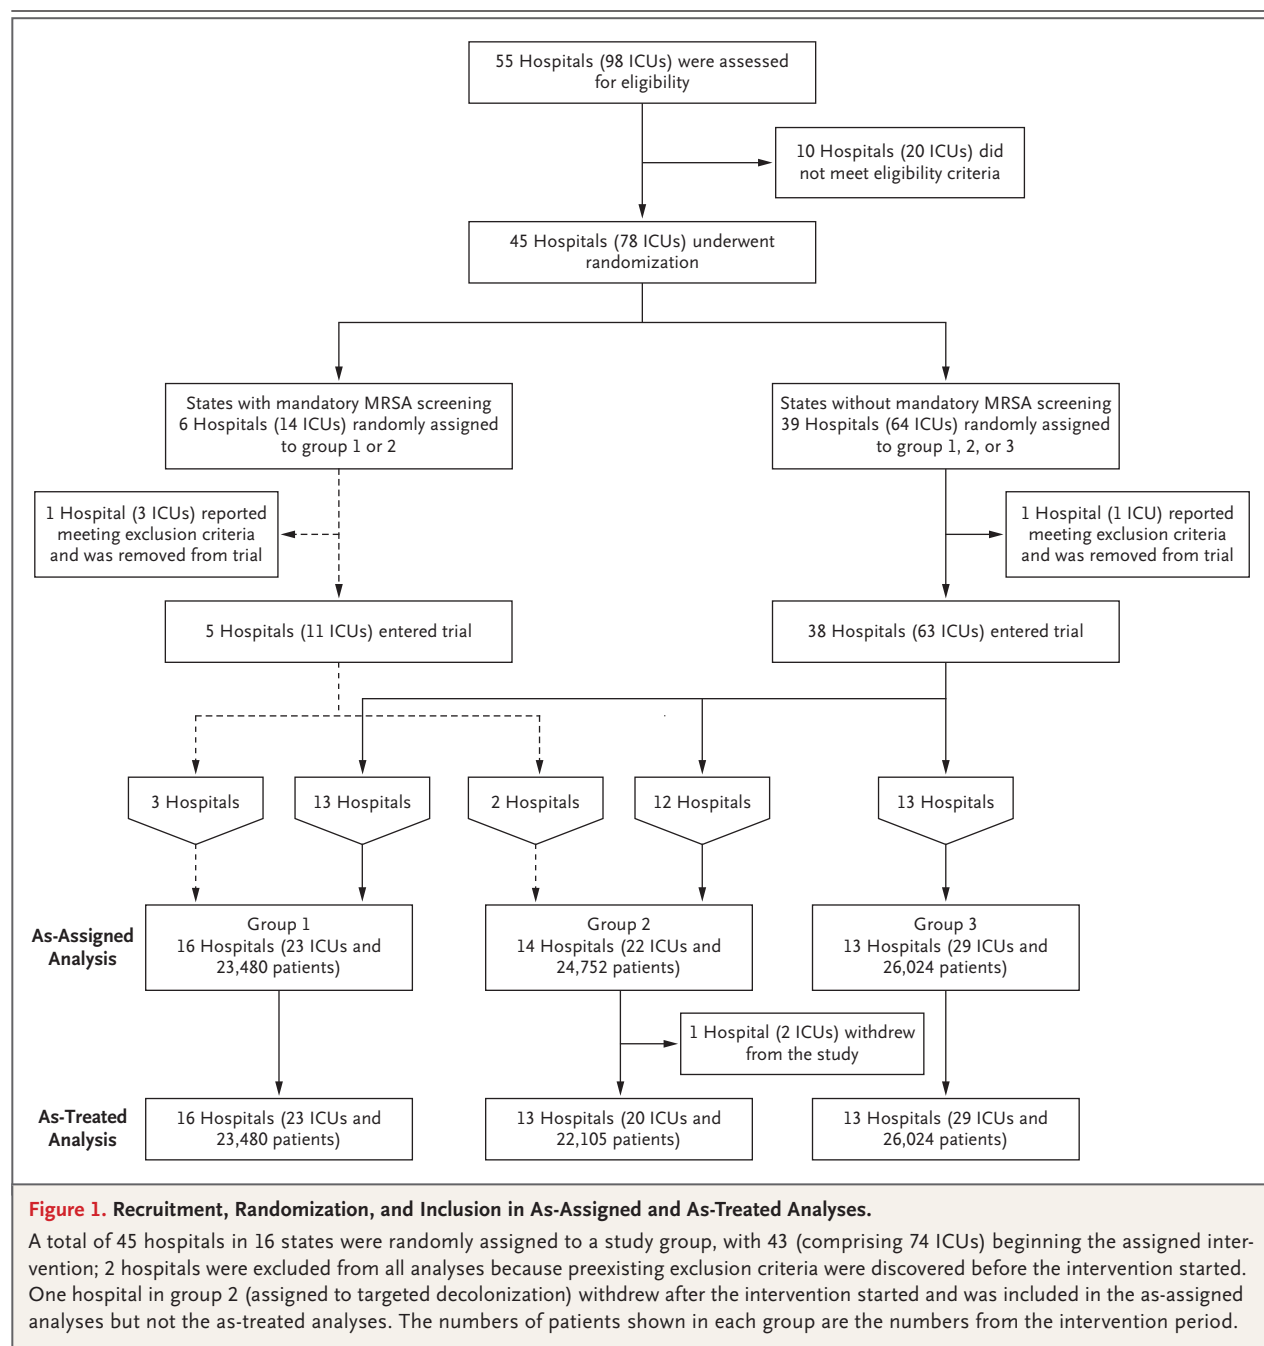 55 Hospitals (98 ICUs) were assessed
for eligibility
10 Hospitals (20 ICUs) did
not meet eligibility criteria
45 Hospitals (78 ICUs) underwent
randomization
States with mandatory MRSA screening
6 Hospitals (14 ICUs) randomly assigned
to group 1 or 2
States without mandatory MRSA screening
39 Hospitals (64 ICUs) randomly assigned
to group 1, 2, or 3
1 Hospital (3 ICUs) reported
meeting exclusion criteria
and was removed from trial
1 Hospital (1 ICU) reported
meeting exclusion criteria
and was removed from trial
5 Hospitals (11 ICUs) entered trial
38 Hospitals (63 ICUs) entered trial
3 Hospitals
13 Hospitals
2 Hospitals
12 Hospitals
13 Hospitals
As-Assigned
Analysis
Group 1
16 Hospitals (23 ICUs and
23,480 patients)
Group 2
14 Hospitals (22 ICUs and
24,752 patients)
Group 3
13 Hospitals (29 ICUs and
26,024 patients)
1 Hospital (2 ICUs) withdrew
from the study
As-Treated
Analysis
16 Hospitals (23 ICUs and
23,480 patients)
13 Hospitals (20 ICUs and
22,105 patients)
13 Hospitals (29 ICUs and
26,024 patients)
Figure 1. Recruitment, Randomization, and Inclusion in As-Assigned and As-Treated Analyses.
A total of 45 hospitals in 16 states were randomly assigned to a study group, with 43 (comprising 74 ICUs) beginning the assigned inter-
vention; 2 hospitals were excluded from all analyses because preexisting exclusion criteria were discovered before the intervention started.
One hospital in group 2 (assigned to targeted decolonization) withdrew after the intervention started and was included in the as-assigned
analyses but not the as-treated analyses. The numbers of patients shown in each group are the numbers from the intervention period.